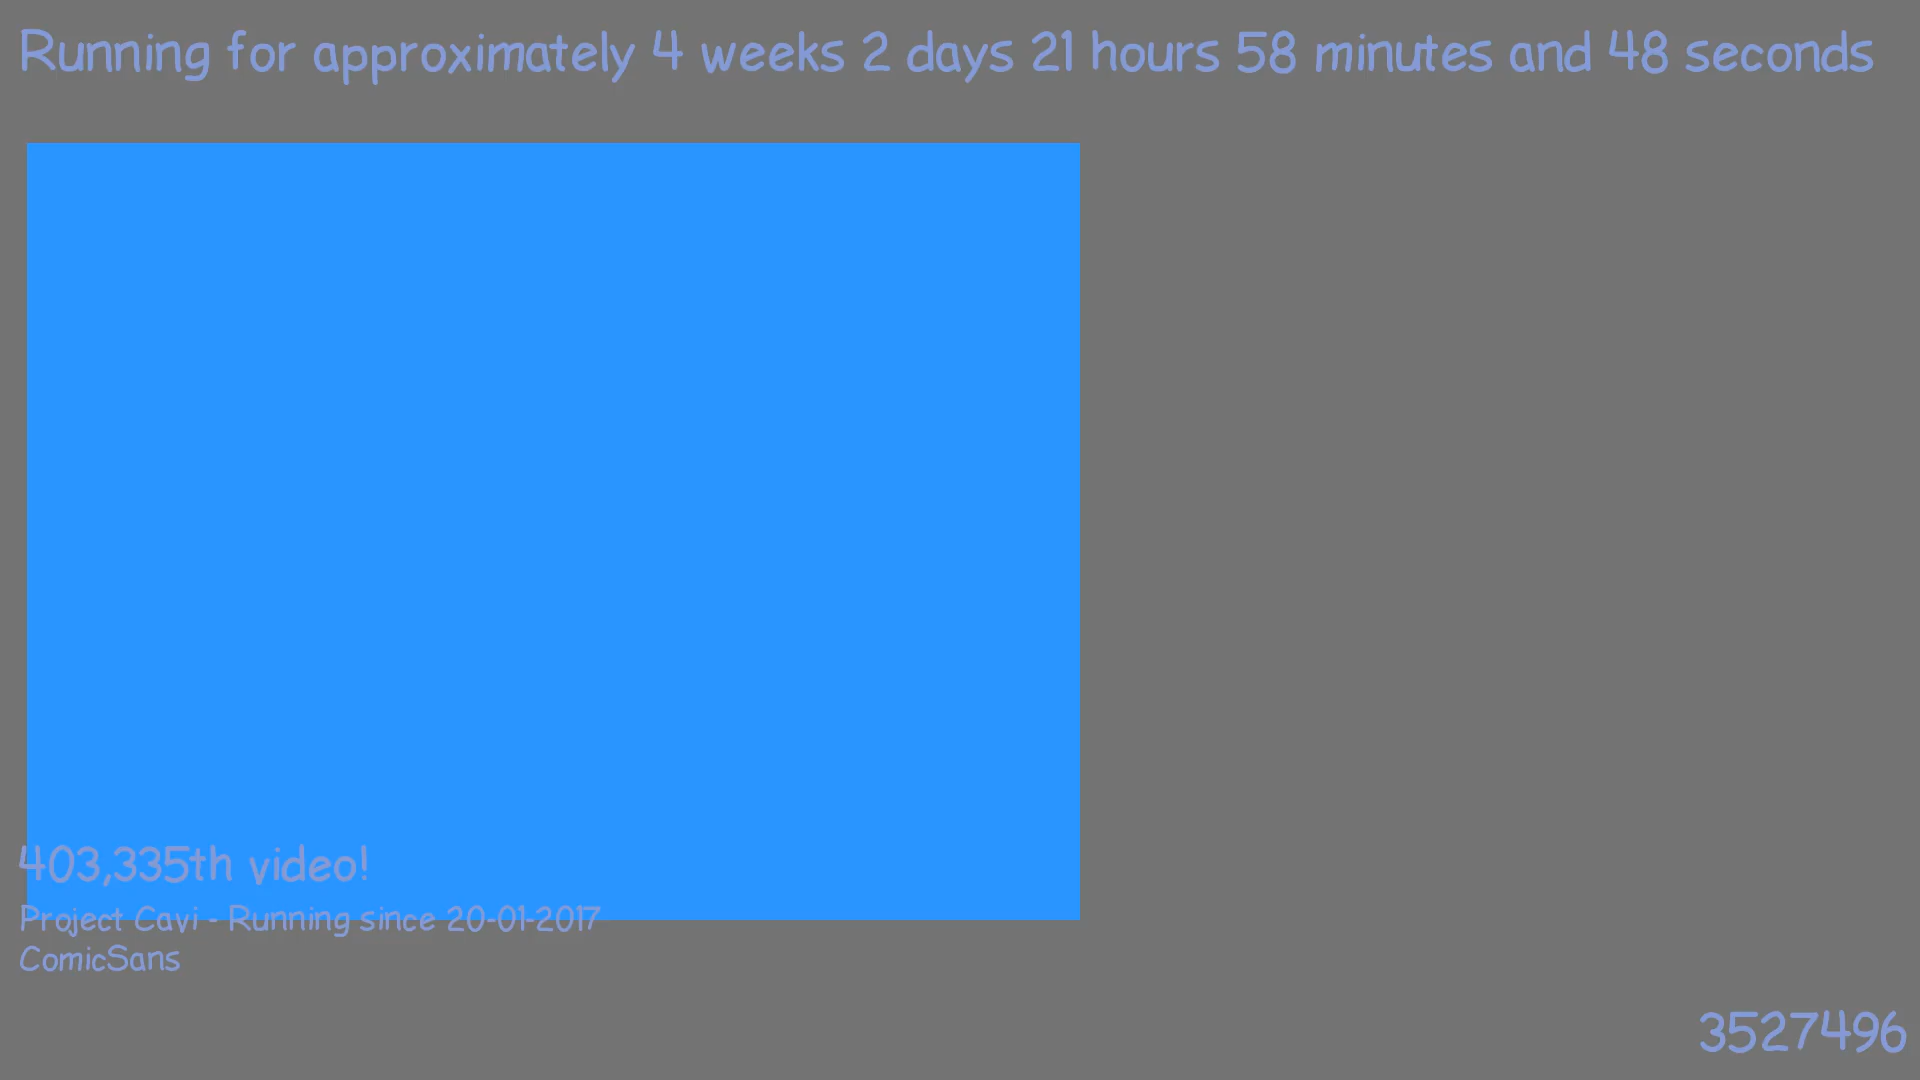 Running for approximately 4 weeks 2 days 21 hours 58 minutes and 48 seconds
403,335th video!
Project Cavi - Running since 20-01-2017
ComicSans
3527496